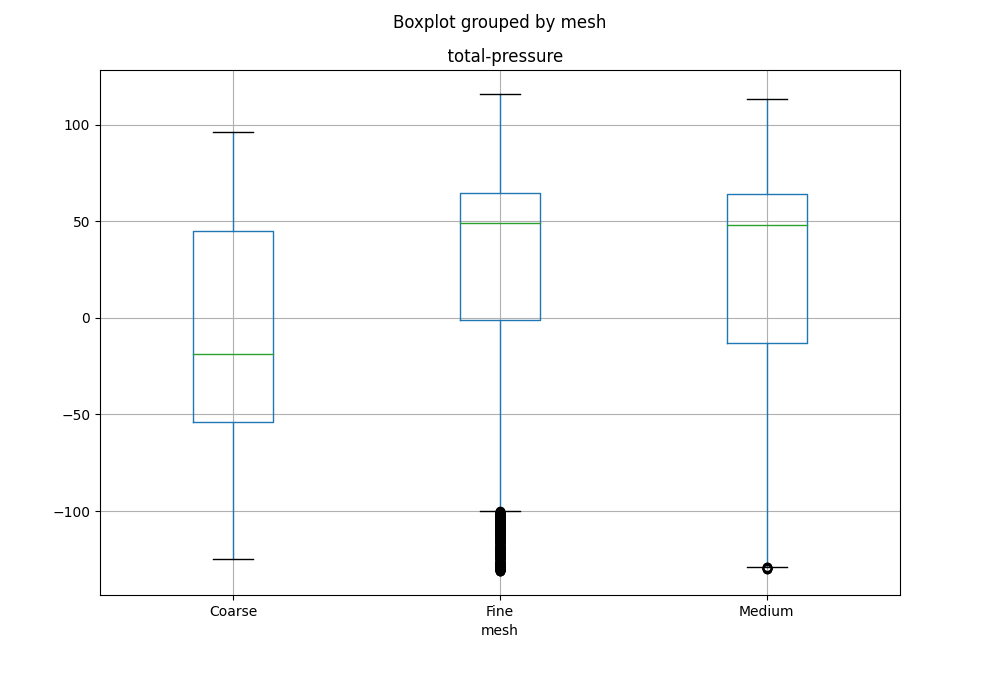 Boxplot grouped by mesh
total-pressure
100
50
0
−50
−100
Coarse
Fine
Medium
mesh